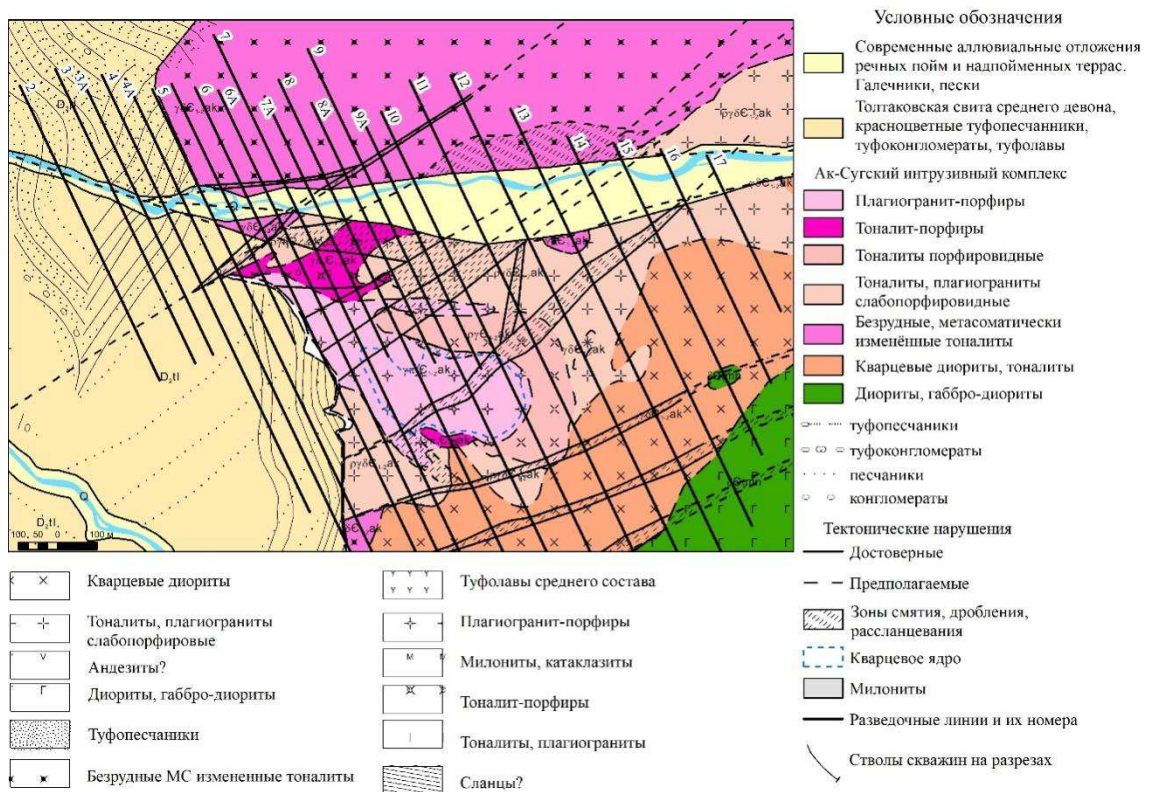 2
3
3А
4
4А
5
6
6А
7
7А
8
8А
9
9А
10
11
12
13
14
15
16
17
D₂tl
D₂tl
Q
Q
100 50 0 100 м
Условные обозначения
Современные аллювиальные отложения
речных пойм и надпойменных террас.
Галечники, пески
Толтаковская свита среднего девона,
красноцветные туфопесчанники,
туфоконгломераты, туфолавы
Ак-Сугский интрузивный комплекс
Плагиогранит-порфиры
Тоналит-порфиры
Тоналиты порфировидные
Тоналиты, плагиограниты
слабопорфировидные
Безрудные, метасоматически
изменённые тоналиты
Кварцевые диориты, тоналиты
Диориты, габбро-диориты
туфопесчаники
туфоконгломераты
песчаники
конгломераты
Тектонические нарушения
Достоверные
Предполагаемые
Зоны смятия, дробления,
рассланцевания
Кварцевое ядро
Милониты
Разведочные линии и их номера
Стволы скважин на разрезах
Кварцевые диориты
Тоналиты, плагиограниты
слабопорфировые
Андезиты?
Диориты, габбро-диориты
Туфопесчаники
Безрудные МС измененные тоналиты
Туфолавы среднего состава
Плагиогранит-порфиры
Милониты, катаклазиты
Тоналит-порфиры
Тоналиты, плагиограниты
Сланцы?